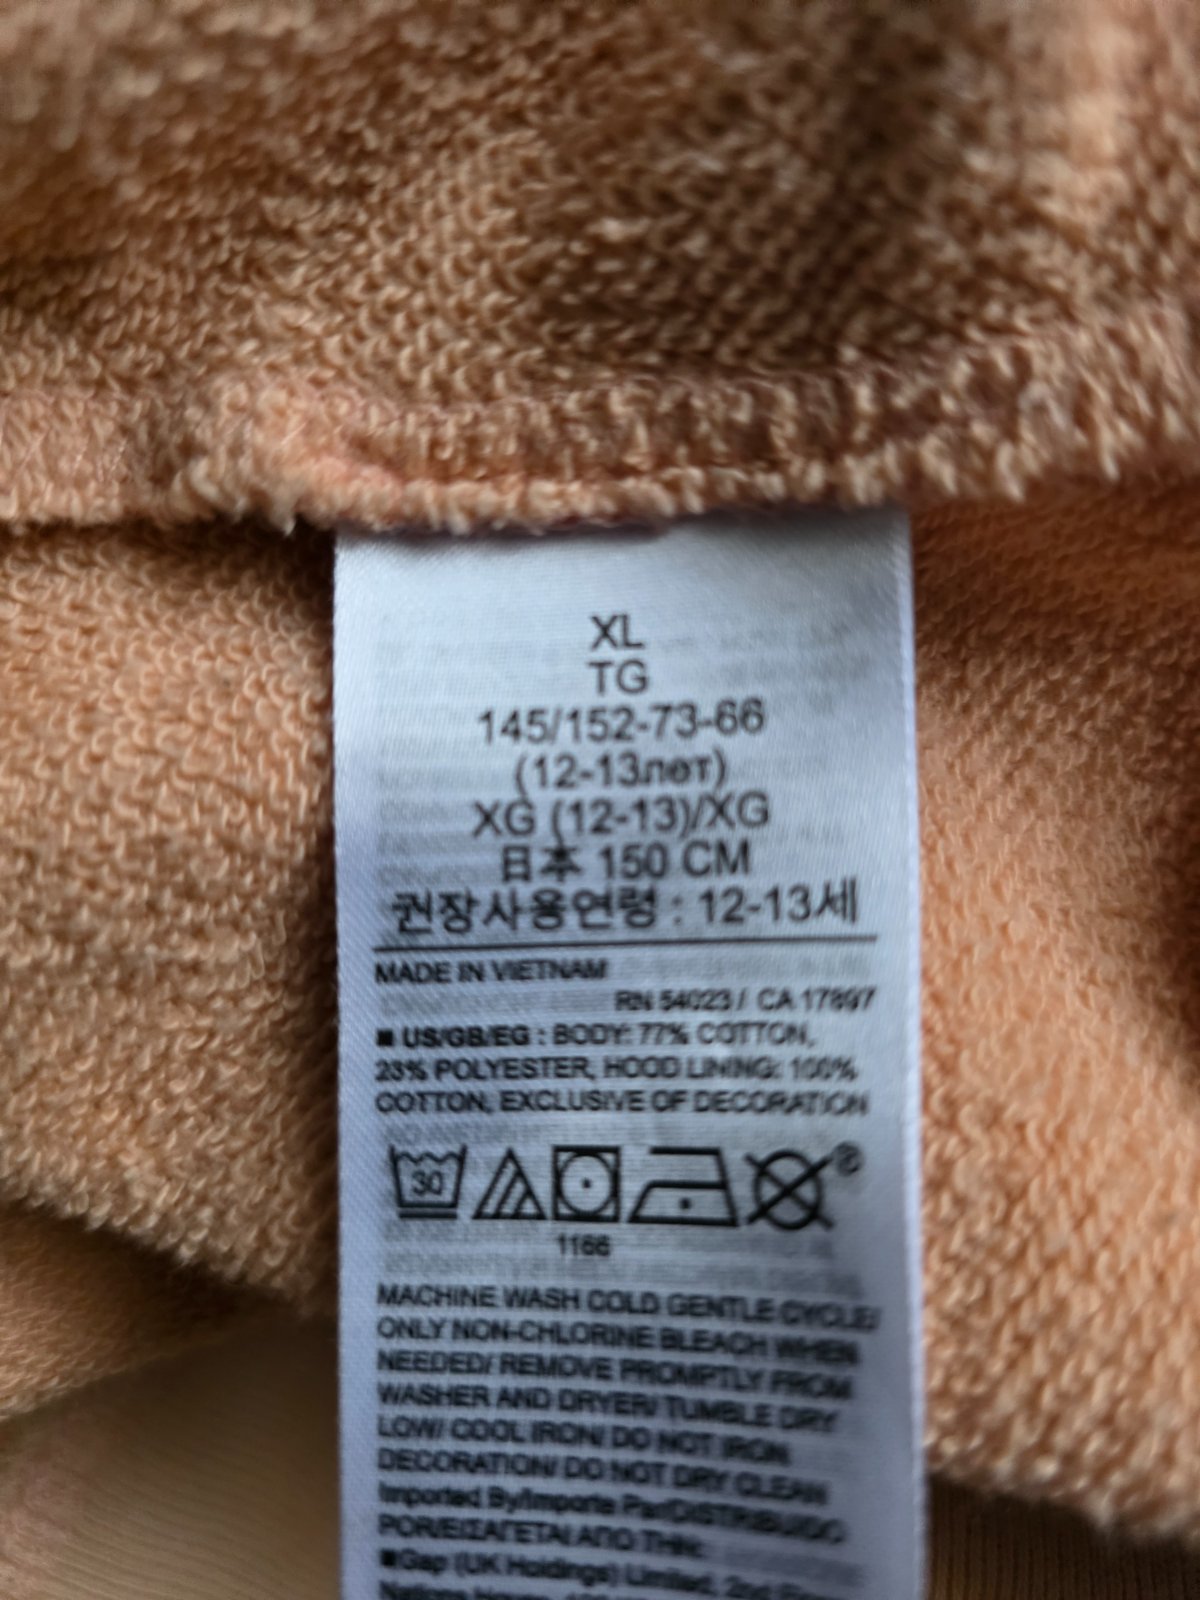 XL
TG
145/152-73-66
(12-13лет)
XG (12-13)/XG
日本 150 CM
권장사용연령 : 12-13세
MADE IN VIETNAM
RN 54023 / CA 17897
■ US/GB/EG : BODY: 77% COTTON,
23% POLYESTER, HOOD LINING: 100%
COTTON, EXCLUSIVE OF DECORATION
30
®
1166
MACHINE WASH COLD GENTLE CYCLE/
ONLY NON-CHLORINE BLEACH WHEN
NEEDED/ REMOVE PROMPTLY FROM
WASHER AND DRYER/ TUMBLE DRY
LOW/ COOL IRON/ DO NOT IRON
DECORATION/ DO NOT DRY CLEAN
Imported By/Importe Par/DISTRIBUIDO
POR/ΕΙΣΑΓΕΤΑΙ ΑΠΟ ΤΗΝ:
■Gap (UK Holdings) Limited, 2nd